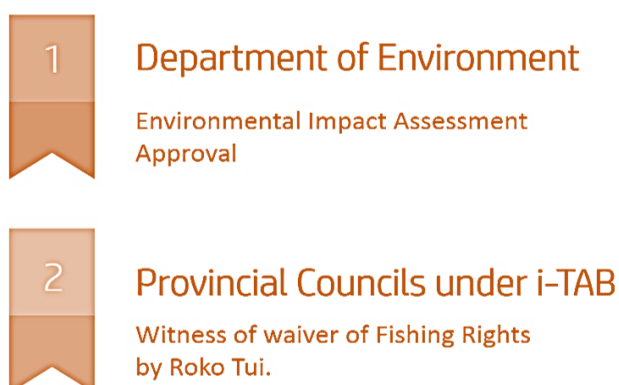 1
Department of Environment
Environmental Impact Assessment
Approval
2
Provincial Councils under i-TAB
Witness of waiver of Fishing Rights
by Roko Tui.